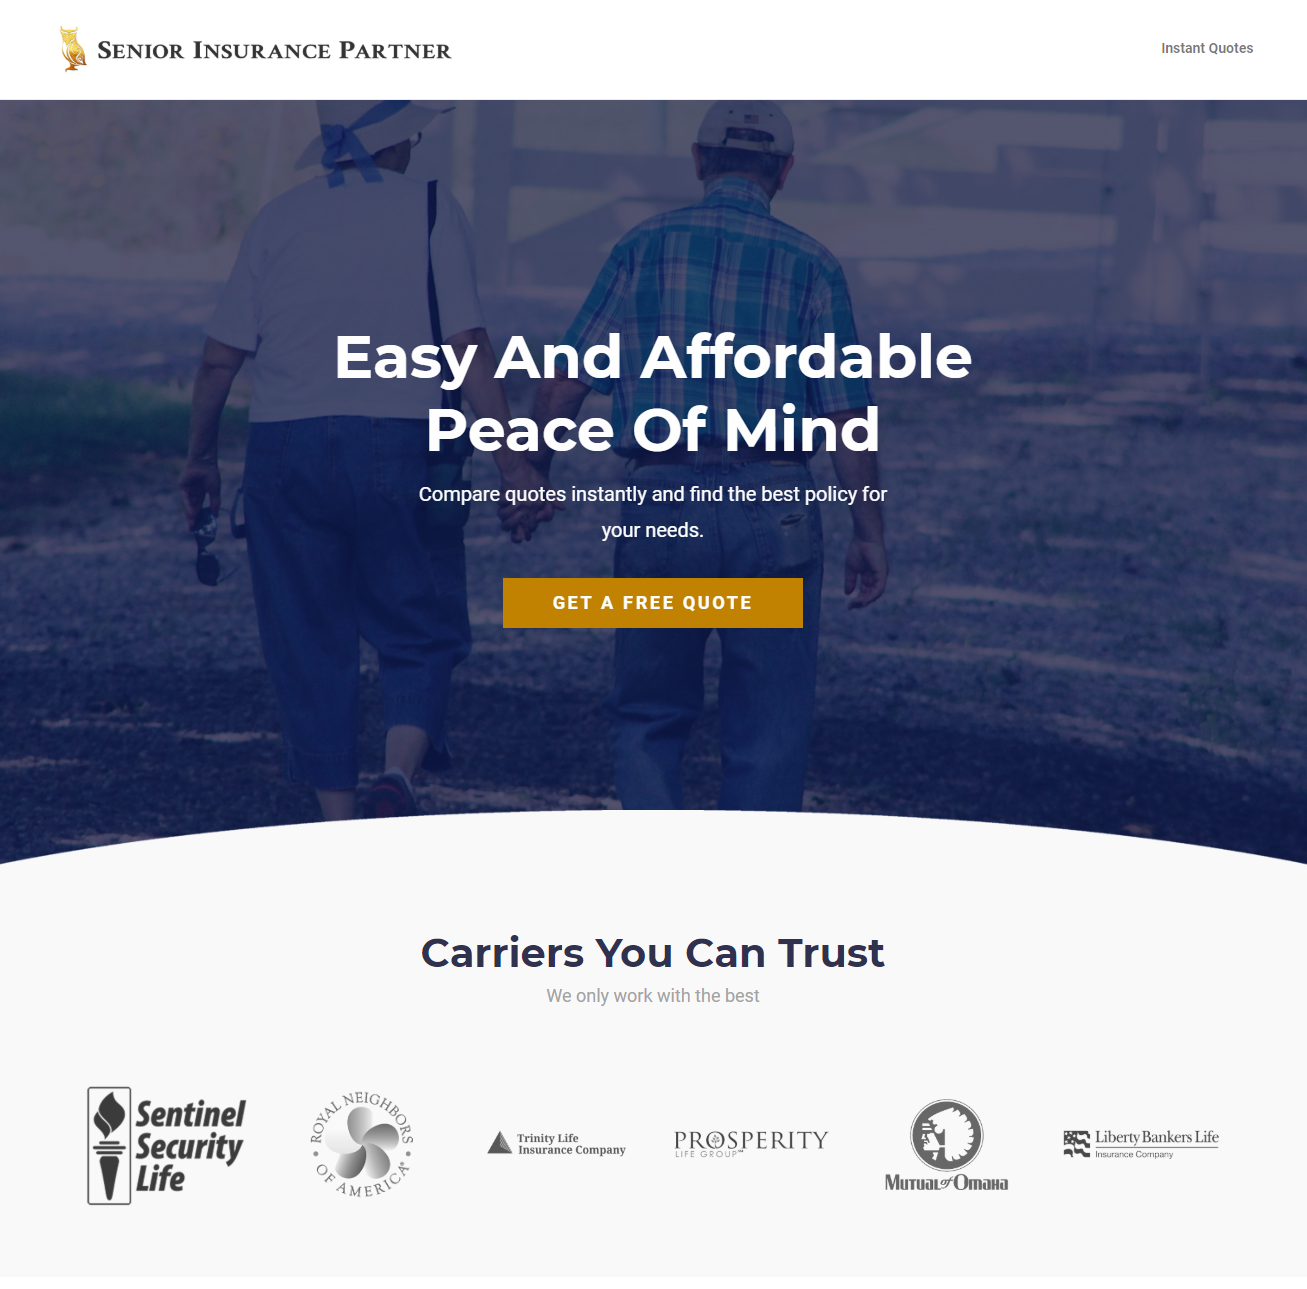 Senior Insurance Partner
Instant Quotes
Easy And Affordable
Peace Of Mind
Compare quotes instantly and find the best policy for
your needs.
GET A FREE QUOTE
Carriers You Can Trust
We only work with the best
Sentinel
Security
Life
ROYAL NEIGHBORS
OF AMERICA®
Trinity Life
Insurance Company
PROSPERITY
LIFE GROUP℠
Mutual of Omaha
Liberty Bankers Life
Insurance Company